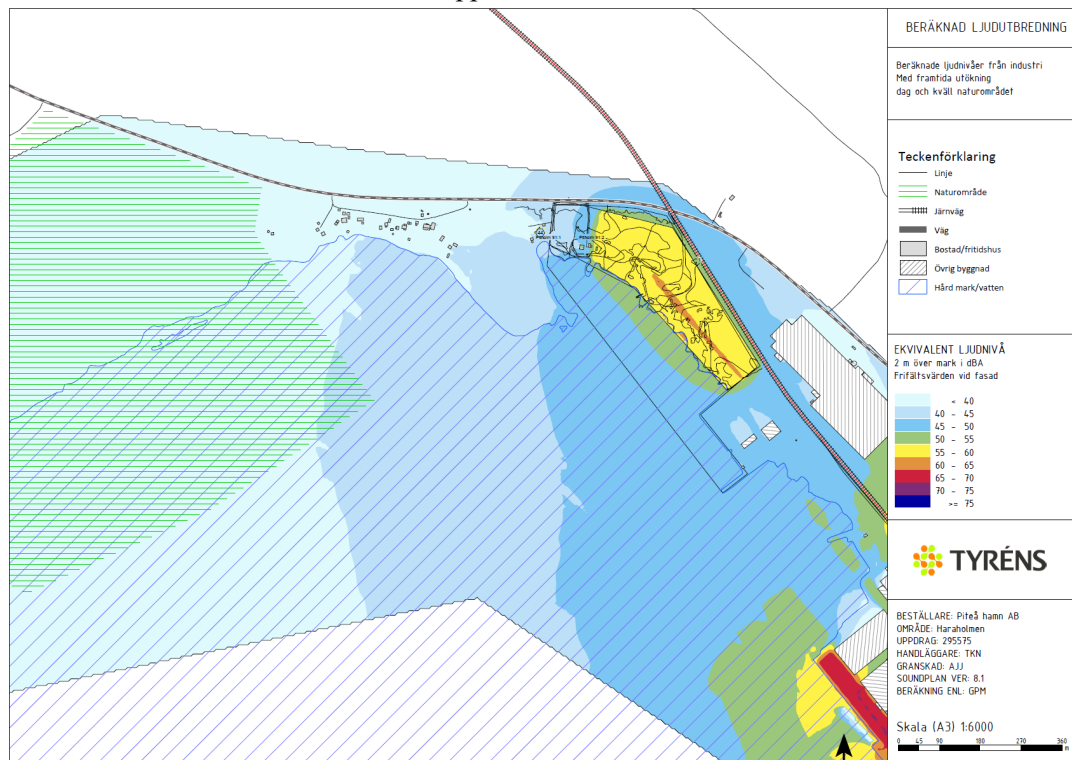 BERÄKNAD LJUDUTBREDNING
Beräknade ljudnivåer från industri
Med framtida utökning
dag och kväll naturområdet
Teckenförklaring
Linje
Naturområde
Järnväg
Väg
Bostad/fritidshus
Övrig byggnad
Hård mark/vatten
EKVIVALENT LJUDNIVÅ
2 m över mark i dBA
Frifältsvärden vid fasad
< 40
40 - 45
45 - 50
50 - 55
55 - 60
60 - 65
65 - 70
70 - 75
>= 75
TYRÉNS
BESTÄLLARE: Piteå hamn AB
OMRÅDE: Haraholmen
UPPDRAG: 295575
HANDLÄGGARE: TKN
GRANSKAD: AJJ
SOUNDPLAN VER: 8.1
BERÄKNING ENL: GPM
Skala (A3) 1:6000
0 45 90 180 270 360
m